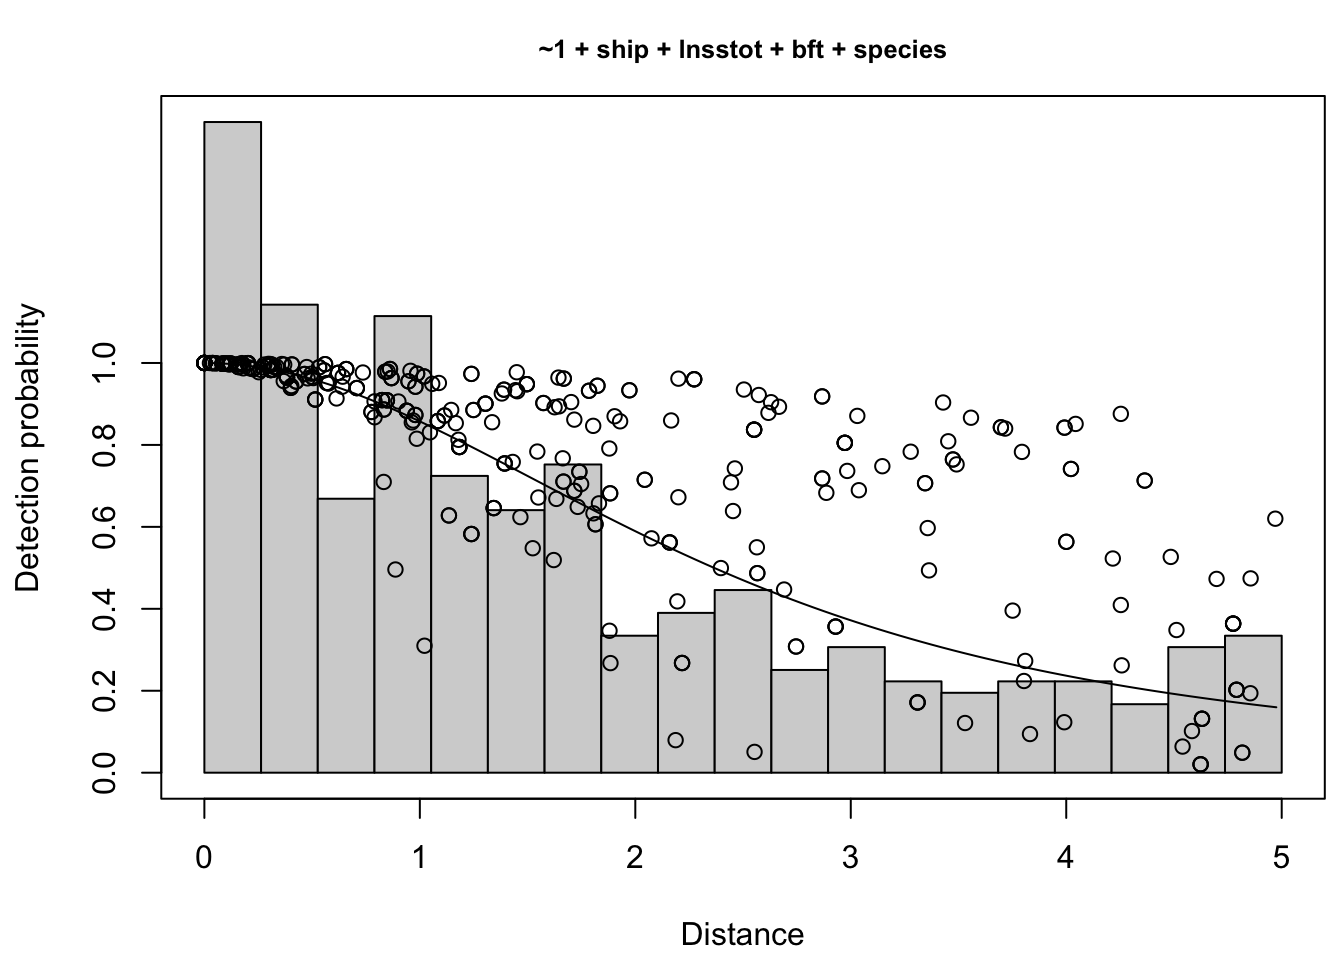 ~1 + ship + lnsstot + bft + species
Detection probability
1.0
0.8
0.6
0.4
0.2
0.0
0 1 2 3 4 5
Distance